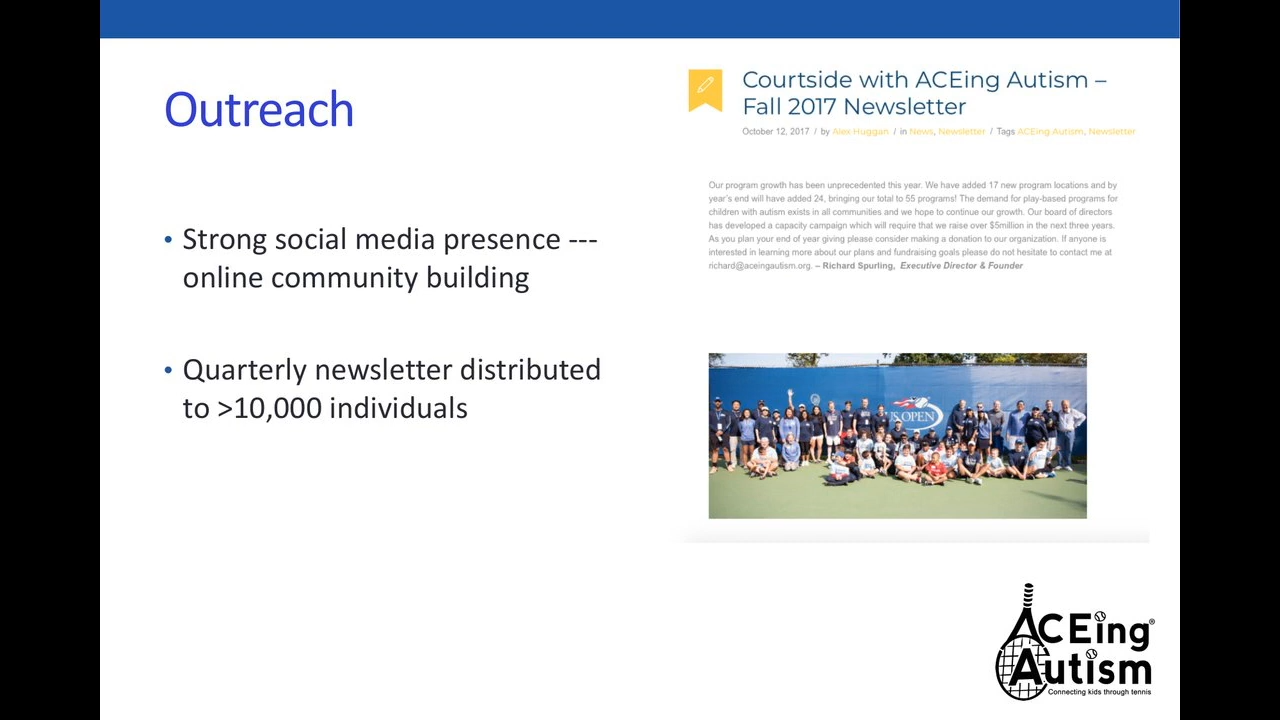 Outreach
• Strong social media presence ---
online community building
• Quarterly newsletter distributed
to >10,000 individuals
Courtside with ACEing Autism –
Fall 2017 Newsletter
October 12, 2017 / by Alex Huggan / in News, Newsletter / Tags ACEing Autism, Newsletter
Our program growth has been unprecedented this year. We have added 17 new program locations and by
year's end will have added 24, bringing our total to 55 programs! The demand for play-based programs for
children with autism exists in all communities and we hope to continue our growth. Our board of directors
has developed a capacity campaign which will require that we raise over $5million in the next three years.
As you plan your end of year giving please consider making a donation to our organization. If anyone is
interested in learning more about our plans and fundraising goals please do not hesitate to contact me at
richard@aceingautism.org. – Richard Spurling, Executive Director & Founder
US OPEN
ACEing®
Autism
Connecting kids through tennis